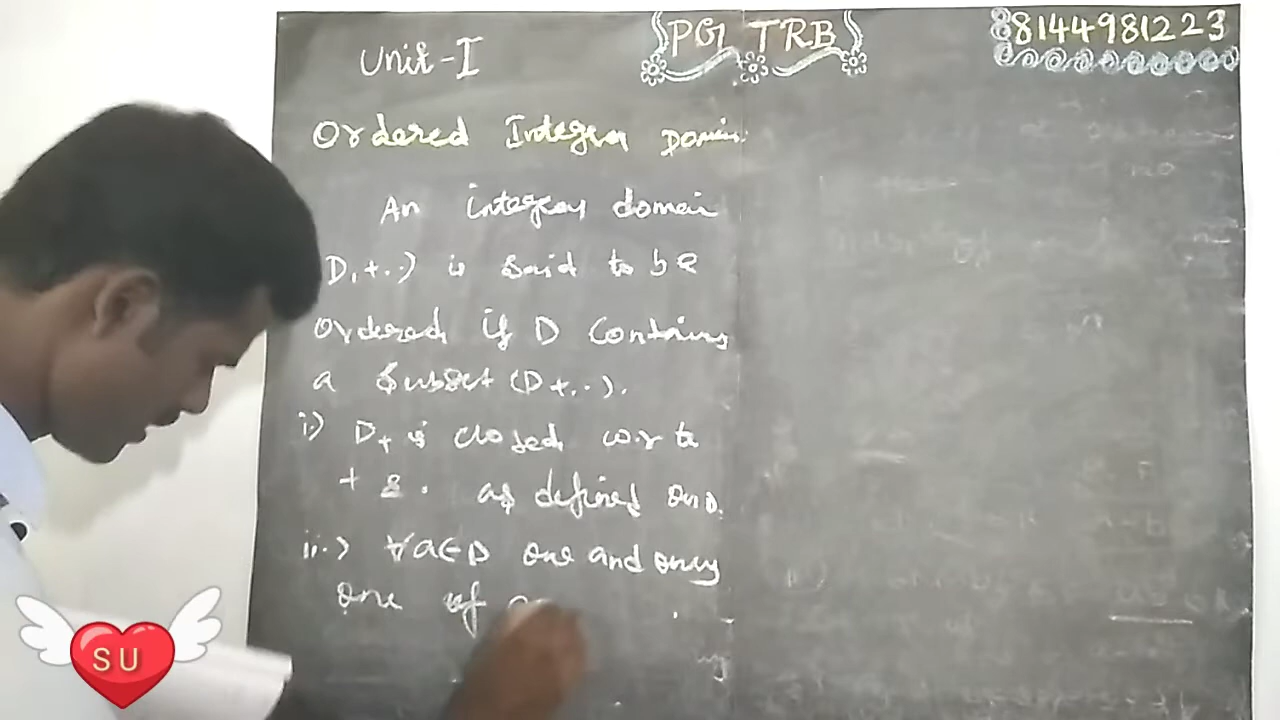 PG TRB
8144981223
Unit-I
Ordered Integral Domain.
An integral domain
D,+,.) is said to be
Ordered if D Contains
a Subset (D+,.).
i.) D+ is closed w.r to
+ & . as defined on D.
ii.) ∀a∈D one and only
one of
SU